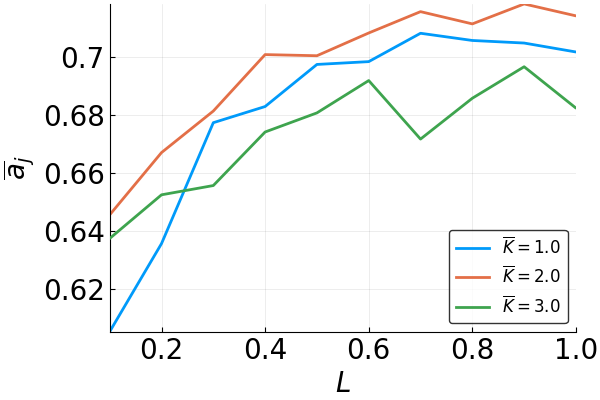 0.7
0.68
0.66
0.64
0.62
a̅ⱼ
K̅ = 1.0
K̅ = 2.0
K̅ = 3.0
0.2 0.4 0.6 0.8 1.0
L